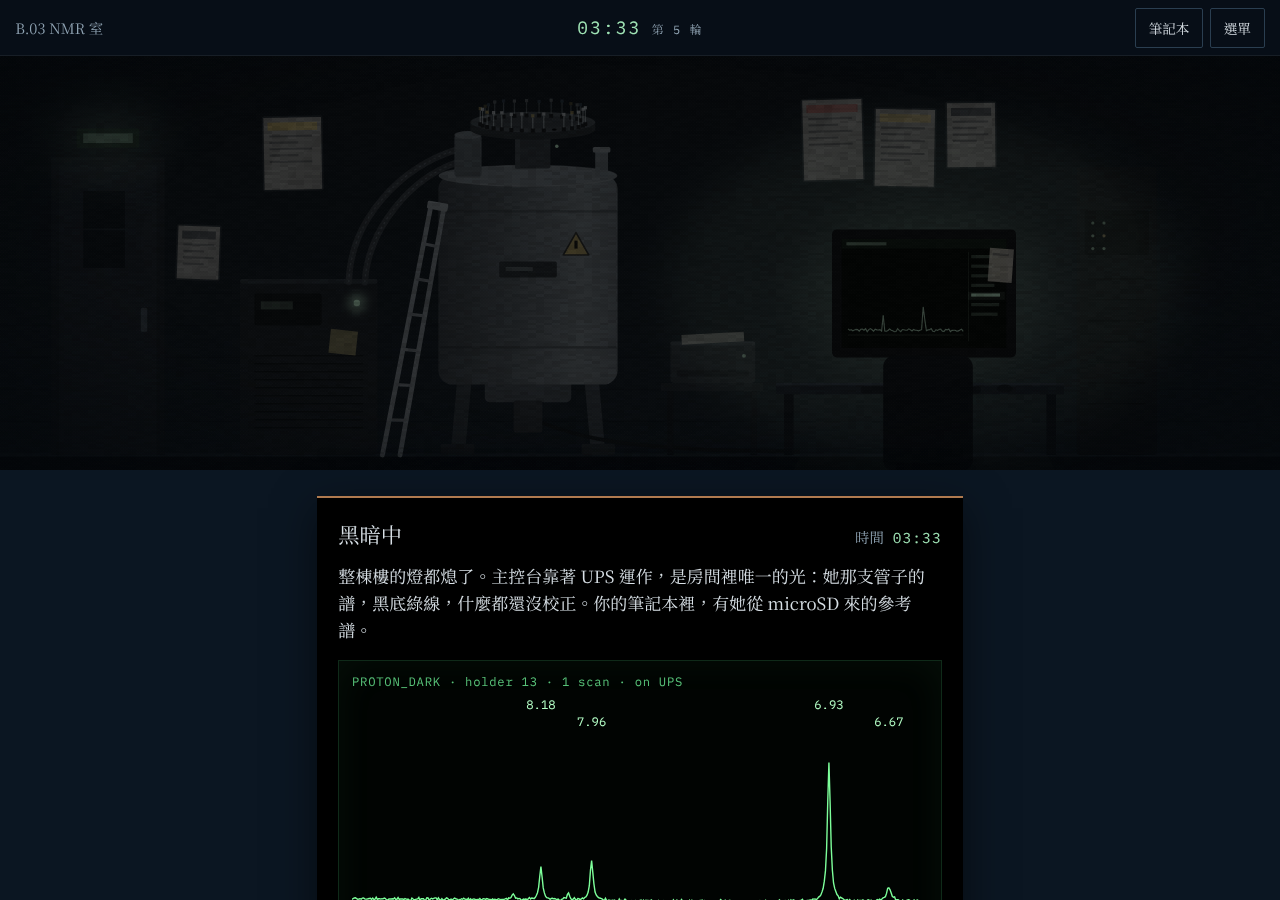 B.03 NMR 室
03:33 第 5 輪
筆記本
選單
黑暗中
時間 03:33
整棟樓的燈都熄了。主控台靠著 UPS 運作，是房間裡唯一的光：她那支管子的
譜，黑底綠線，什麼都還沒校正。你的筆記本裡，有她從 microSD 來的參考
譜。
PROTON_DARK · holder 13 · 1 scan · on UPS
8.18
6.93
7.96
6.67